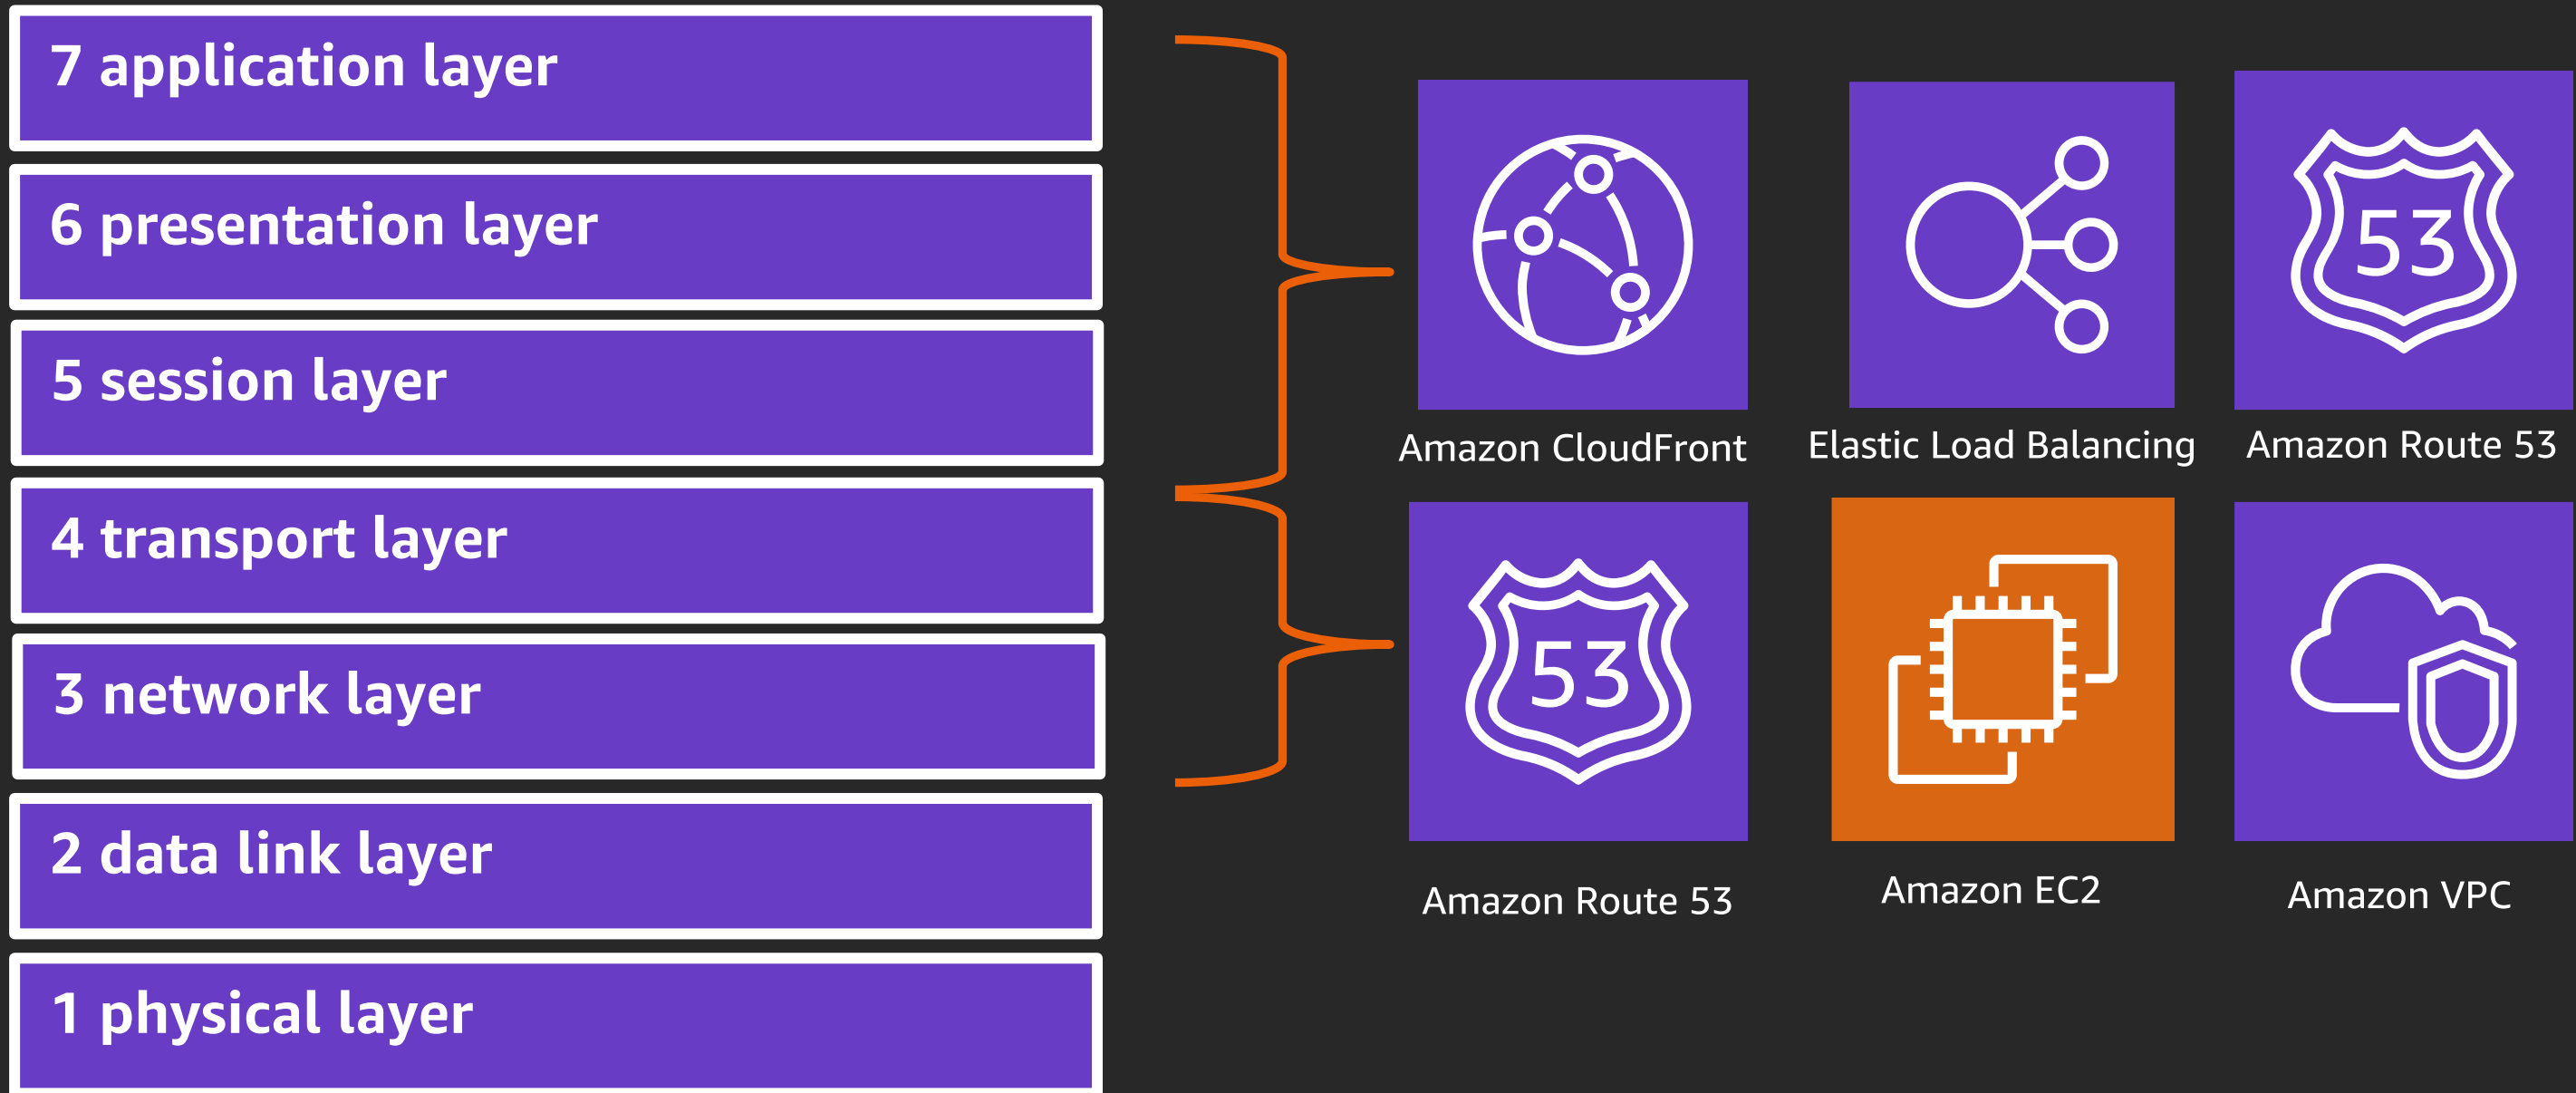 7 application layer
6 presentation layer
5 session layer
4 transport layer
3 network layer
2 data link layer
1 physical layer
53
Amazon CloudFront
Elastic Load Balancing
Amazon Route 53
53
Amazon Route 53
Amazon EC2
Amazon VPC